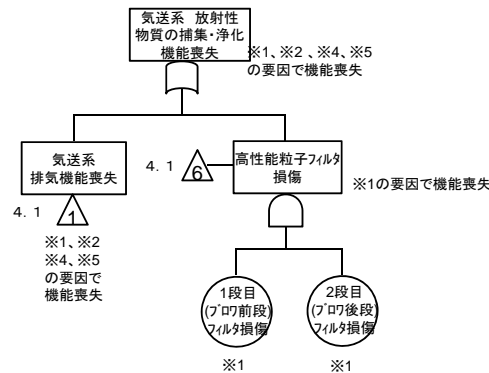 気送系 放射性
物質の捕集・浄化
機能喪失
※1、※2 、※4、※5
の要因で機能喪失
気送系
排気機能喪失
4. 1
6
高性能粒子フィルタ
損傷
※1の要因で機能喪失
4. 1
1
※1、※2
※4、※5
の要因で
機能喪失
1段目
(ブロワ前段)
フィルタ損傷
2段目
(ブロワ後段)
フィルタ損傷
※1
※1